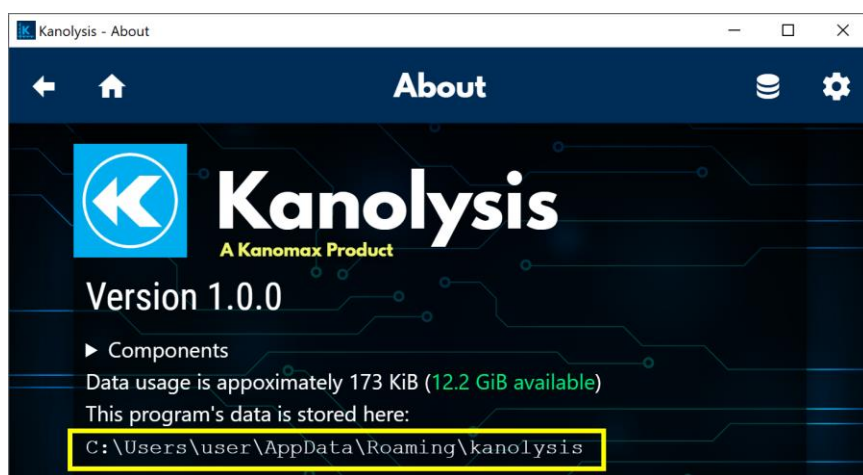 Kanolysis - About
About
Kanolysis
A Kanomax Product
Version 1.0.0
Components
Data usage is appoximately 173 KiB (12.2 GiB available)
This program's data is stored here:
C:\Users\user\AppData\Roaming\kanolysis